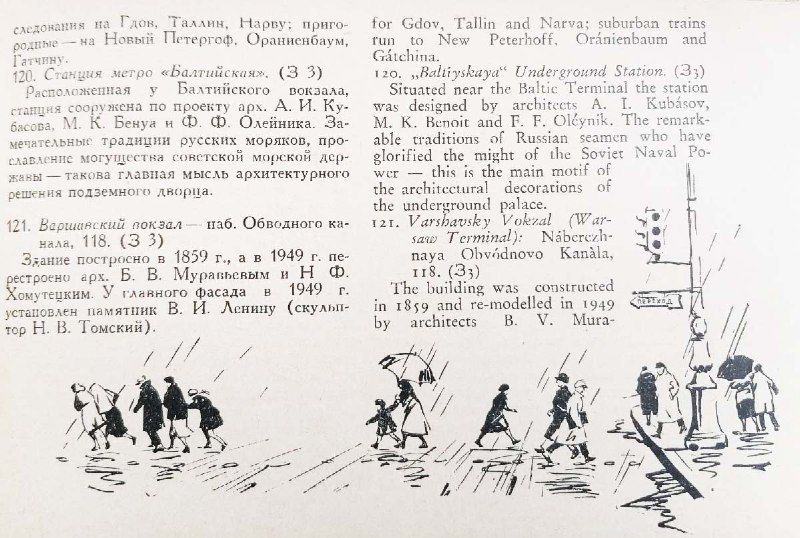 следования на Гдов, Таллин, Нарву; приго-
родные — на Новый Петергоф, Ораниенбаум,
Гатчину.
120. Станция метро «Балтийская». (З 3)
Расположенная у Балтийского вокзала,
станция сооружена по проекту арх. А. И. Ку-
басова, М. К. Бенуа и Ф. Ф. Олейника. За-
мечательные традиции русских моряков, про-
славление могущества советской морской дер-
жавы — такова главная мысль архитектурного
решения подземного дворца.
121. Варшавский вокзал — наб. Обводного ка-
нала, 118. (З 3)
Здание построено в 1859 г., а в 1949 г. пе-
рестроено арх. Б. В. Муравьевым и Н Ф.
Хомутецким. У главного фасада в 1949 г.
установлен памятник В. И. Ленину (скульп-
тор Н. В. Томский).
for Gdov, Tallin and Narva; suburban trains
run to New Peterhoff, Oránienbaum and
Gátchina.
120. „Baltiyskaya“ Underground Station. (З3)
Situated near the Baltic Terminal the station
was designed by architects A. I. Kubásov,
M. K. Benoit and F. F. Oléynik. The remark-
able traditions of Russian seamen who have
glorified the might of the Soviet Naval Po-
wer — this is the main motif of
the architectural decorations of
the underground palace.
121. Varshavsky Vokzal (War-
saw Terminal): Náberezh-
naya Obvódnovo Kanàla,
118. (З3)
The building was constructed
in 1859 and re-modelled in 1949
by architects B. V. Mura-
ПЕРЕХОД